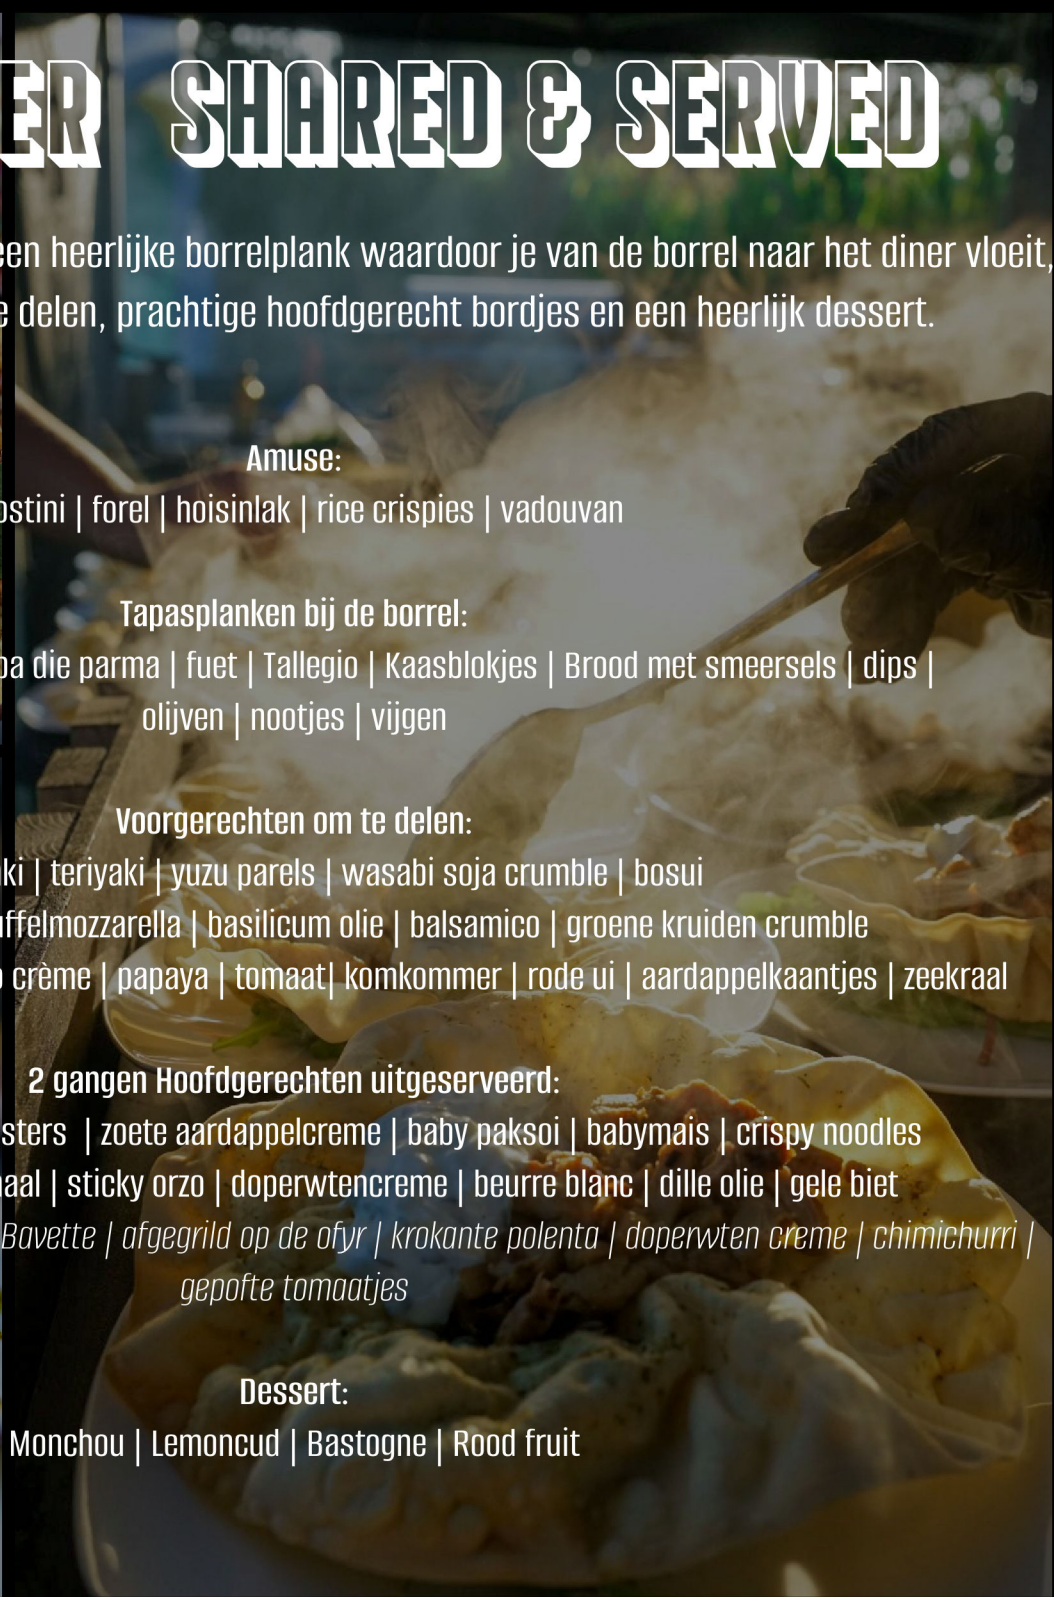 ER SHARED & SERVED
een heerlijke borrelplank waardoor je van de borrel naar het diner vloeit,
e delen, prachtige hoofdgerecht bordjes en een heerlijk dessert.
Amuse:
ostini | forel | hoisinlak | rice crispies | vadouvan
Tapasplanken bij de borrel:
pa die parma | fuet | Tallegio | Kaasblokjes | Brood met smeersels | dips |
olijven | nootjes | vijgen
Voorgerechten om te delen:
ki | teriyaki | yuzu parels | wasabi soja crumble | bosui
uffelmozzarella | basilicum olie | balsamico | groene kruiden crumble
o crème | papaya | tomaat| komkommer | rode ui | aardappelkaantjes | zeekraal
2 gangen Hoofdgerechten uitgeserveerd:
sters | zoete aardappelcreme | baby paksoi | babymais | crispy noodles
aal | sticky orzo | doperwtencreme | beurre blanc | dille olie | gele biet
Bavette | afgegrild op de ofyr | krokante polenta | doperwten creme | chimichurri |
gepofte tomaatjes
Dessert:
Monchou | Lemoncud | Bastogne | Rood fruit